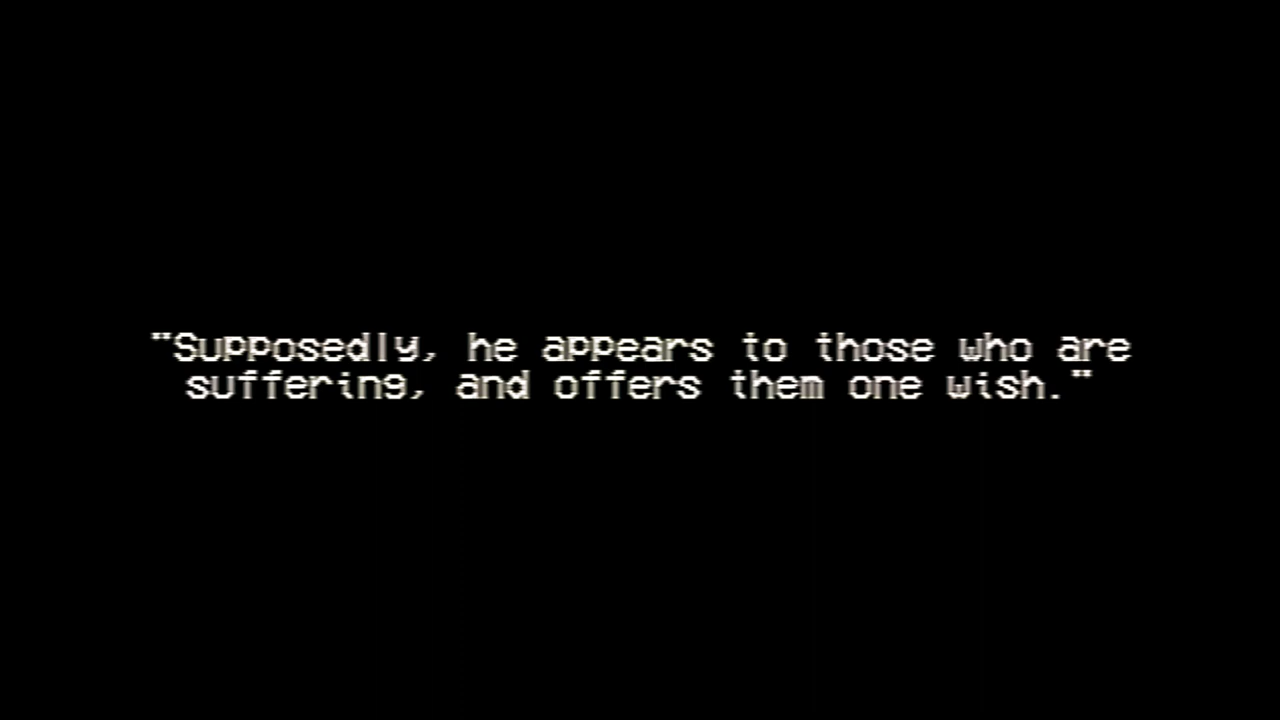 "Supposedly, he appears to those who are
suffering, and offers them one wish."